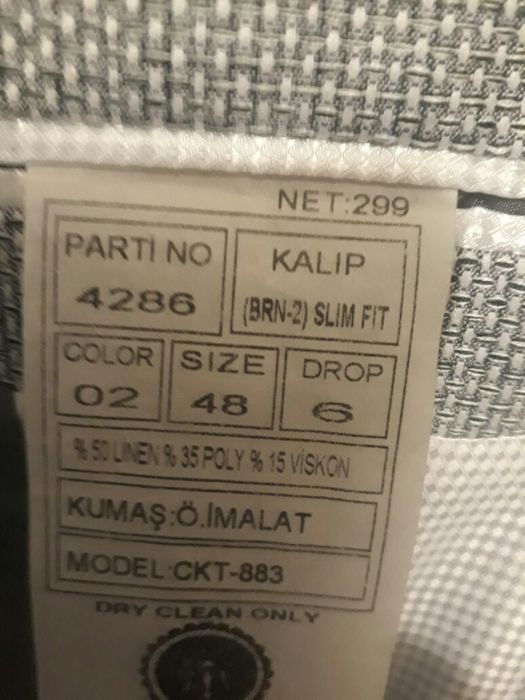 NET:299
PARTİ NO
4286
KALIP
(BRN-2) SLIM FIT
COLOR
02
SIZE
48
DROP
6
% 50 LINEN % 35 POLY % 15 VİSKON
KUMAŞ:Ö.İMALAT
MODEL:CKT-883
DRY CLEAN ONLY